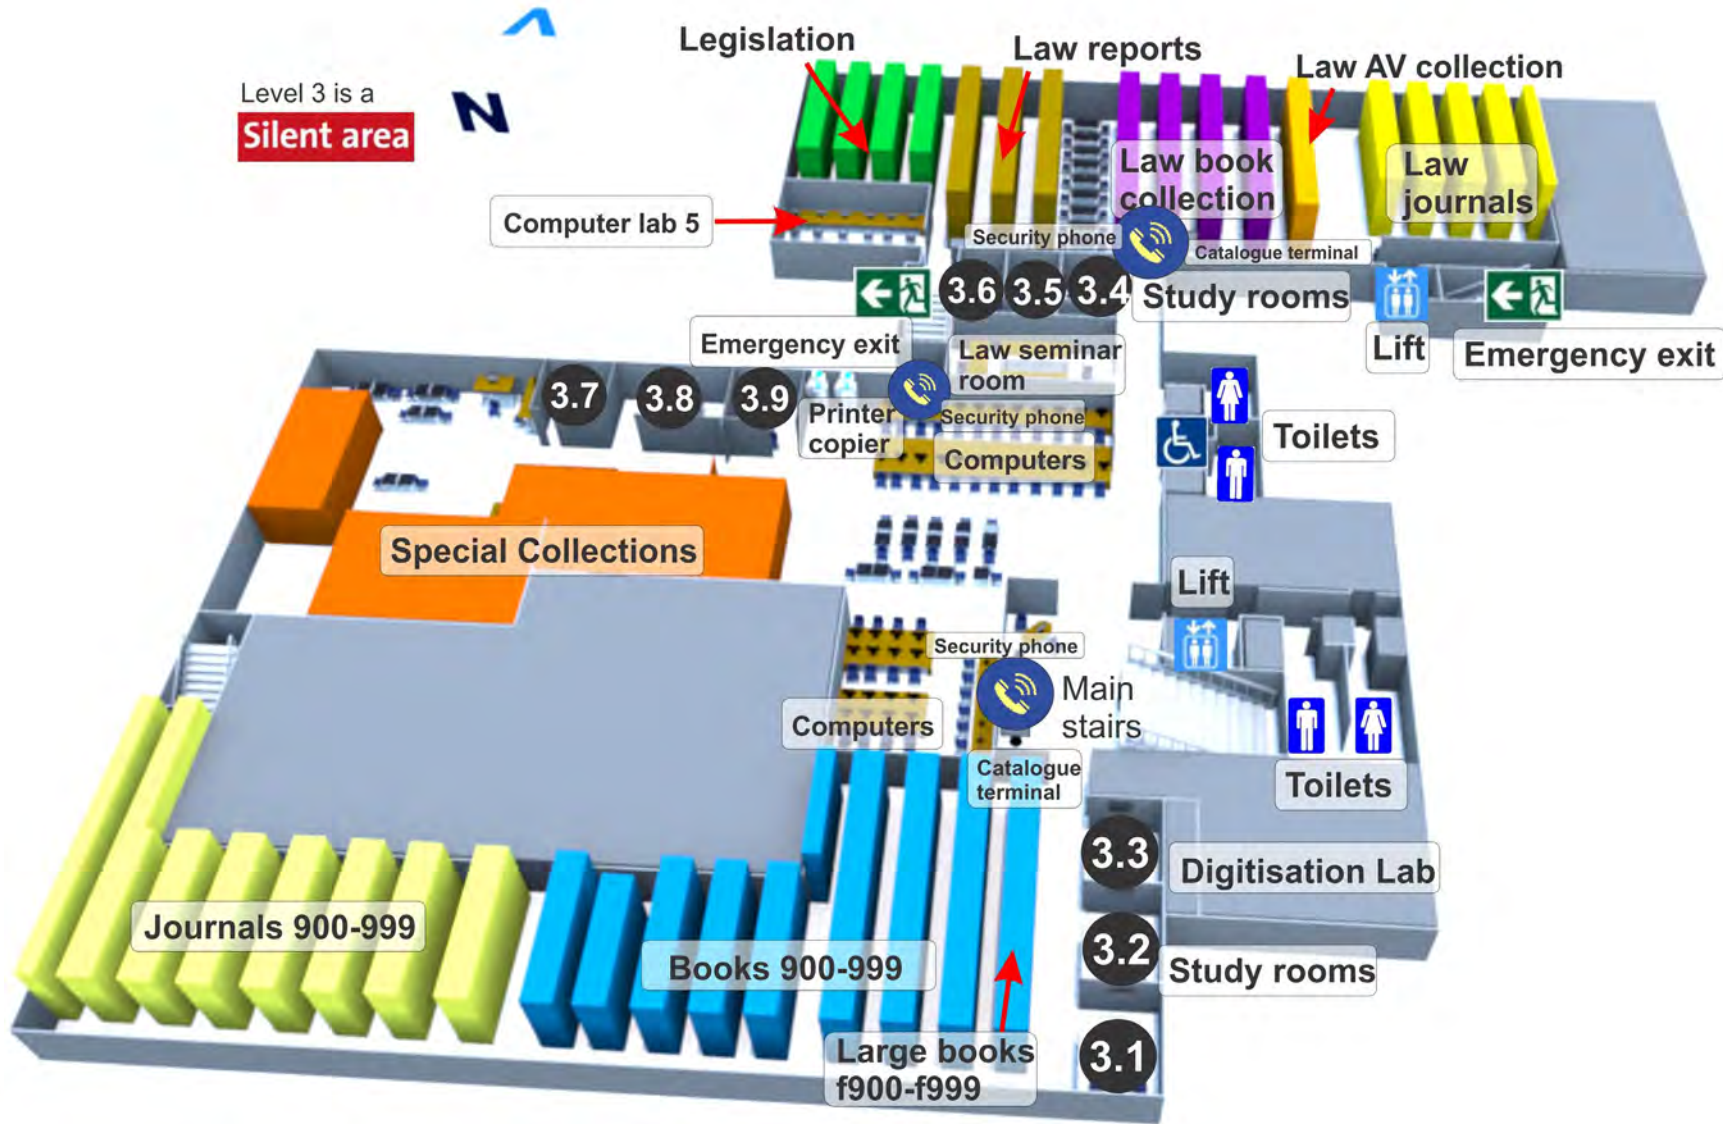 Legislation
Law reports
Law AV collection
Level 3 is a
Silent area
N
Law book
collection
Law
journals
Computer lab 5
Security phone
Catalogue terminal
3.6
3.5
3.4
Study rooms
Emergency exit
Law seminar
room
Lift
Emergency exit
3.7
3.8
3.9
Printer
copier
Security phone
Computers
Toilets
Special Collections
Lift
Security phone
Main
stairs
Computers
Catalogue
terminal
Toilets
3.3
Digitisation Lab
Journals 900-999
Books 900-999
3.2
Study rooms
Large books
f900-f999
3.1